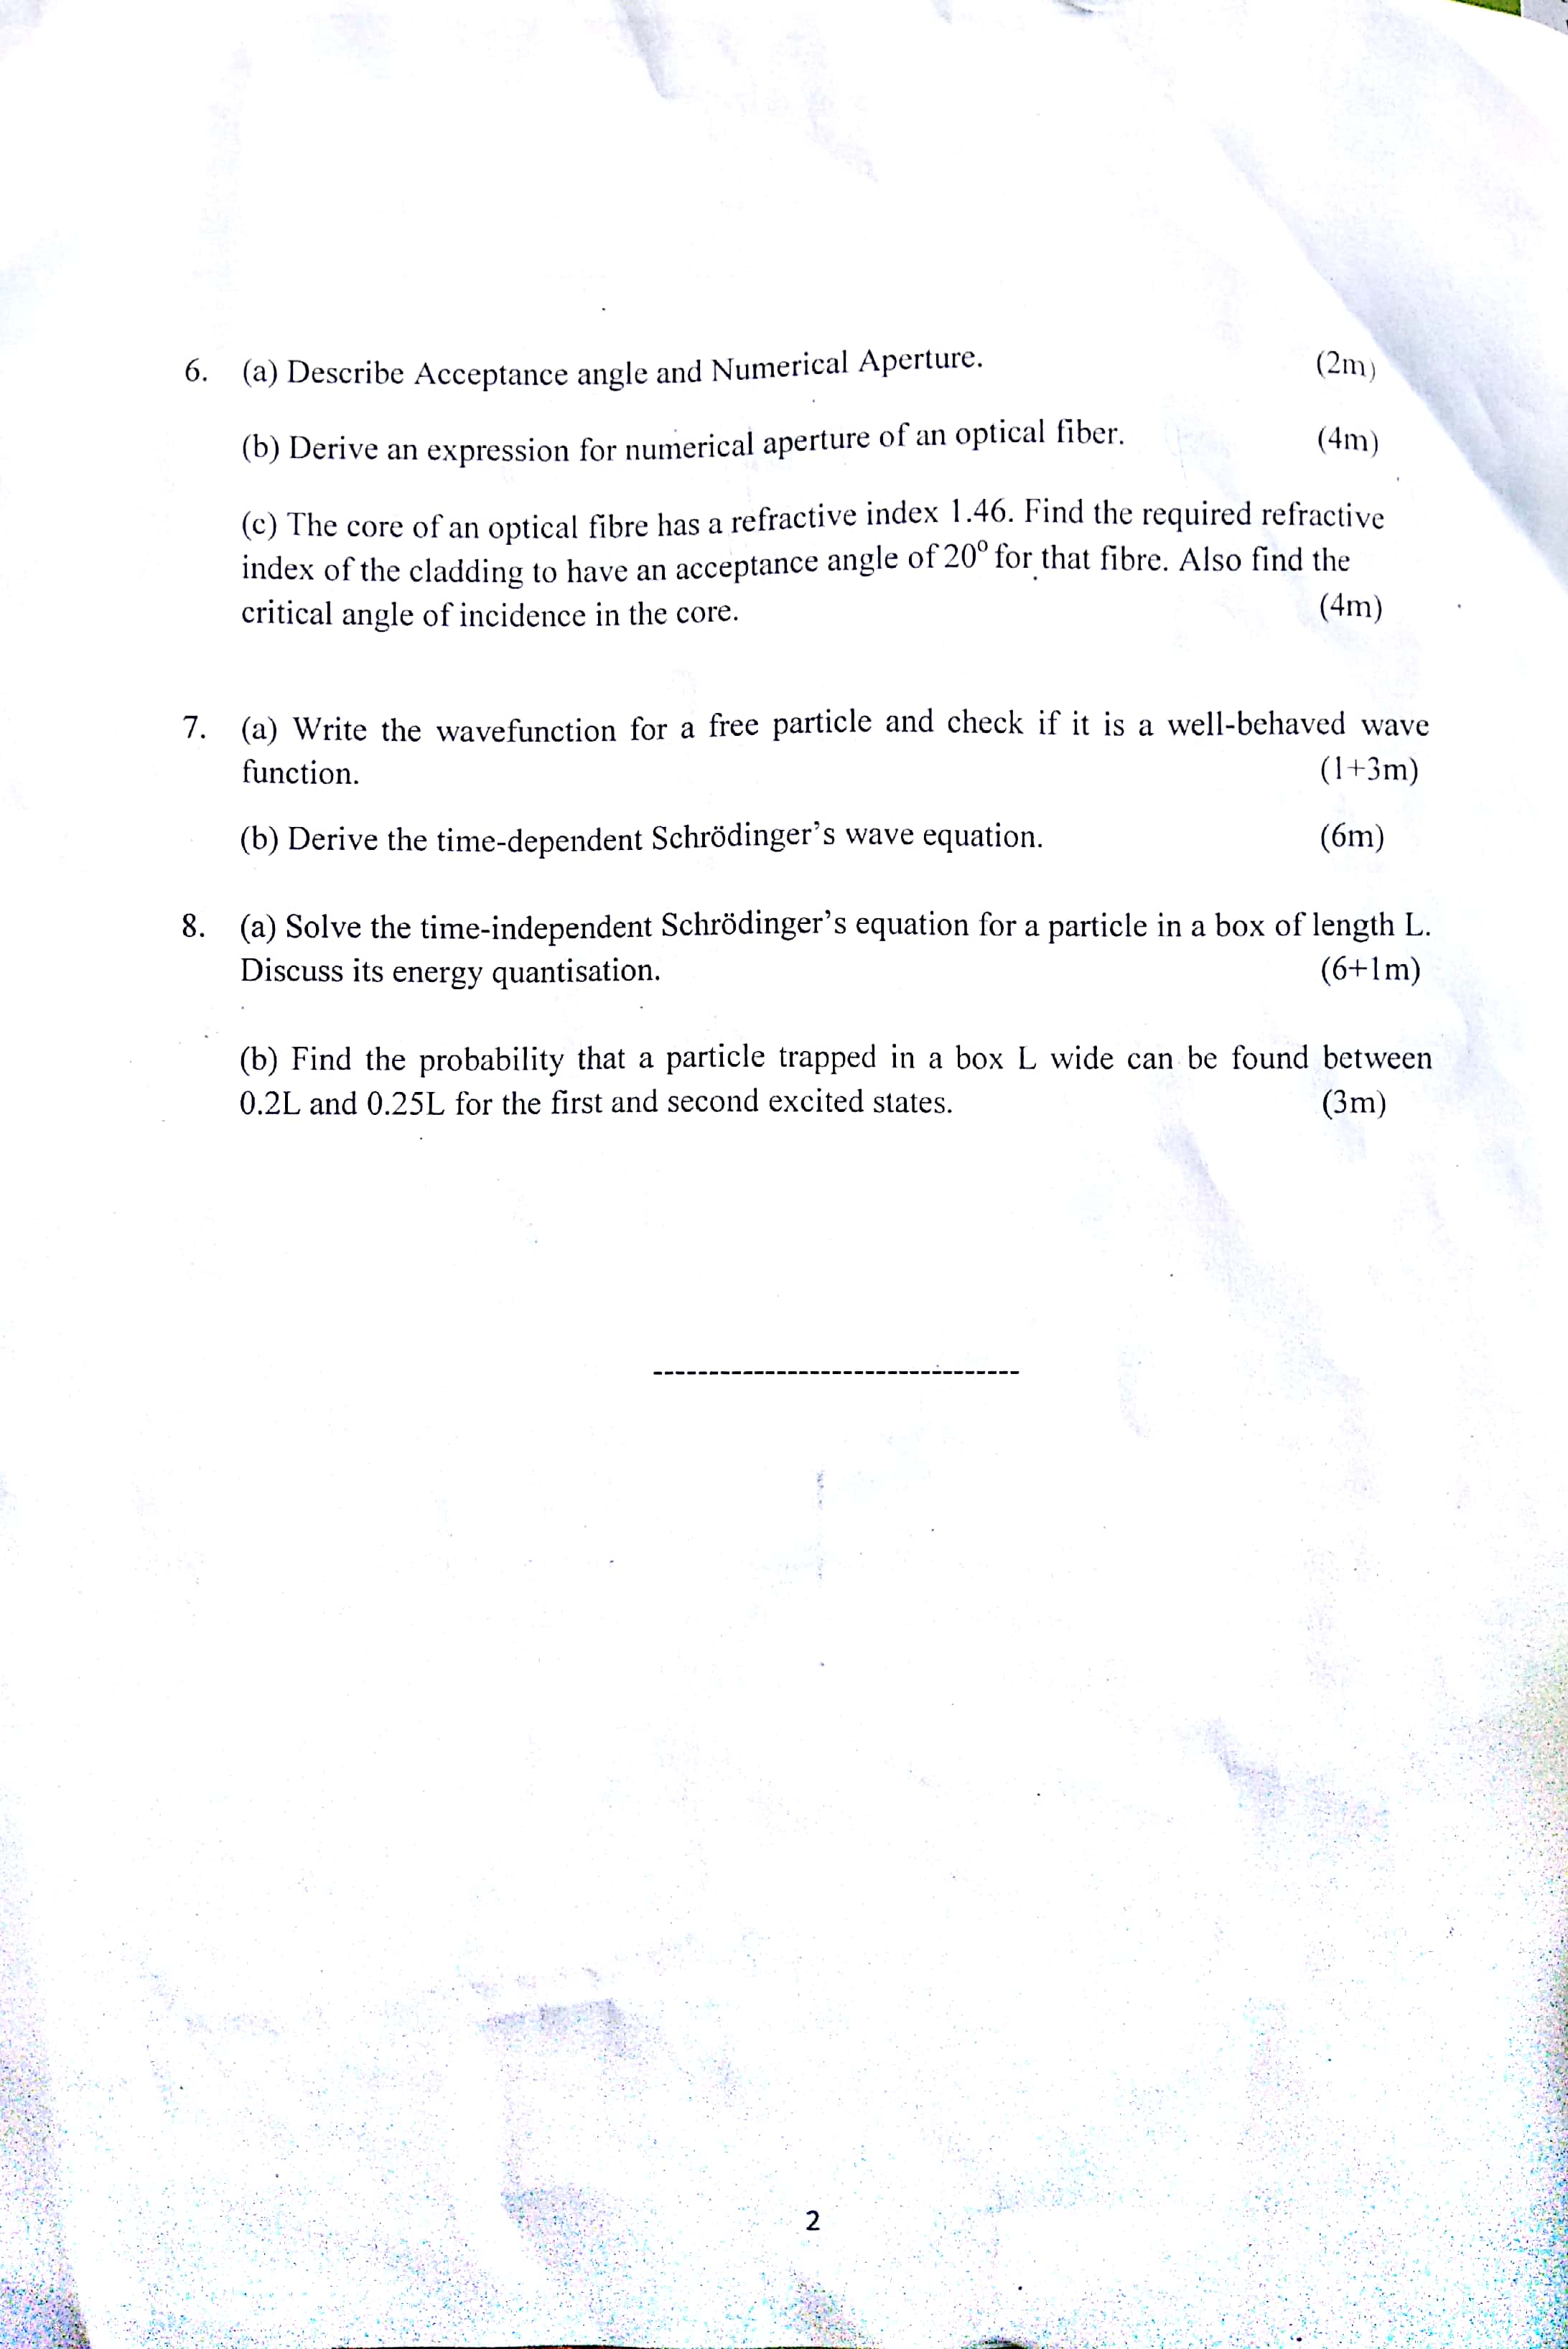 6. (a) Describe Acceptance angle and Numerical Aperture. (2m)
(b) Derive an expression for numerical aperture of an optical fiber. (4m)
(c) The core of an optical fibre has a refractive index 1.46. Find the required refractive
index of the cladding to have an acceptance angle of 20⁰ for that fibre. Also find the
critical angle of incidence in the core. (4m)
7. (a) Write the wavefunction for a free particle and check if it is a well-behaved wave
function. (1+3m)
(b) Derive the time-dependent Schrödinger's wave equation. (6m)
8. (a) Solve the time-independent Schrödinger's equation for a particle in a box of length L.
Discuss its energy quantisation. (6+1m)
(b) Find the probability that a particle trapped in a box L wide can be found between
0.2L and 0.25L for the first and second excited states. (3m)
--------------------------------
2